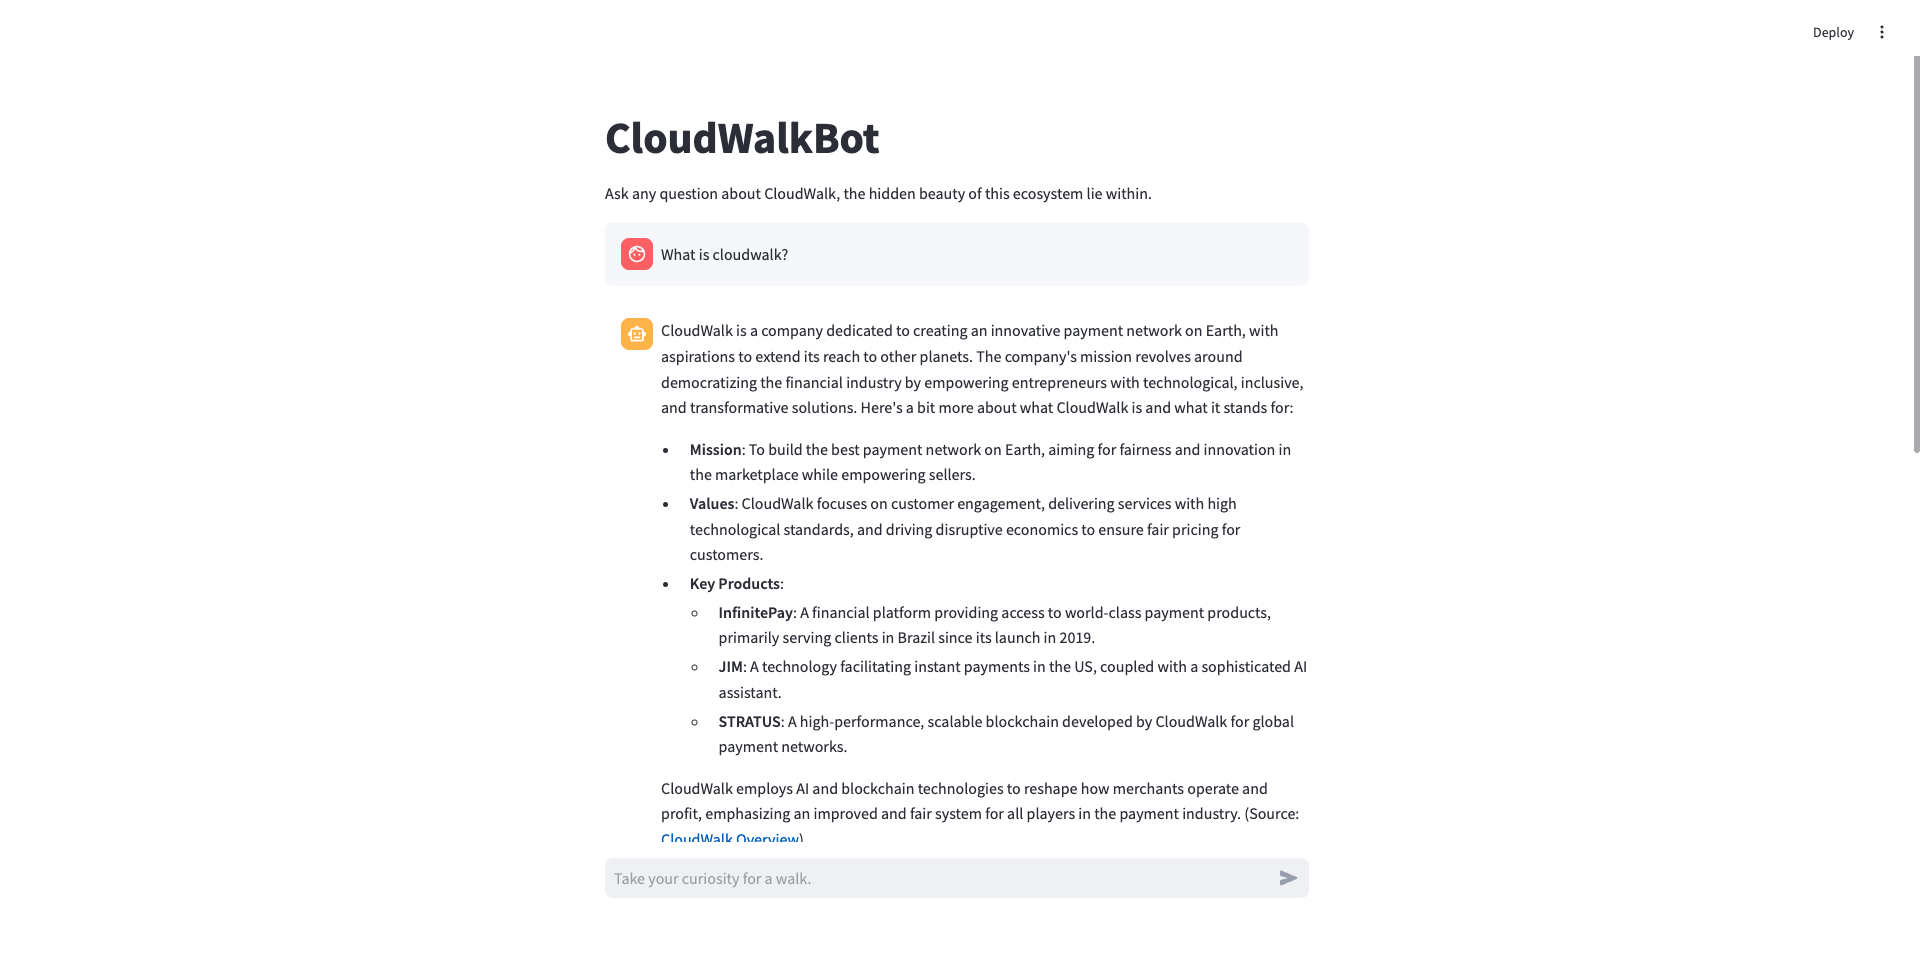 Deploy
CloudWalkBot
Ask any question about CloudWalk, the hidden beauty of this ecosystem lie within.
What is cloudwalk?
CloudWalk is a company dedicated to creating an innovative payment network on Earth, with
aspirations to extend its reach to other planets. The company's mission revolves around
democratizing the financial industry by empowering entrepreneurs with technological, inclusive,
and transformative solutions. Here's a bit more about what CloudWalk is and what it stands for:
• Mission: To build the best payment network on Earth, aiming for fairness and innovation in
the marketplace while empowering sellers.
• Values: CloudWalk focuses on customer engagement, delivering services with high
technological standards, and driving disruptive economics to ensure fair pricing for
customers.
• Key Products:
◦ InfinitePay: A financial platform providing access to world-class payment products,
primarily serving clients in Brazil since its launch in 2019.
◦ JIM: A technology facilitating instant payments in the US, coupled with a sophisticated AI
assistant.
◦ STRATUS: A high-performance, scalable blockchain developed by CloudWalk for global
payment networks.
CloudWalk employs AI and blockchain technologies to reshape how merchants operate and
profit, emphasizing an improved and fair system for all players in the payment industry. (Source:
CloudWalk Overview)
Take your curiosity for a walk.